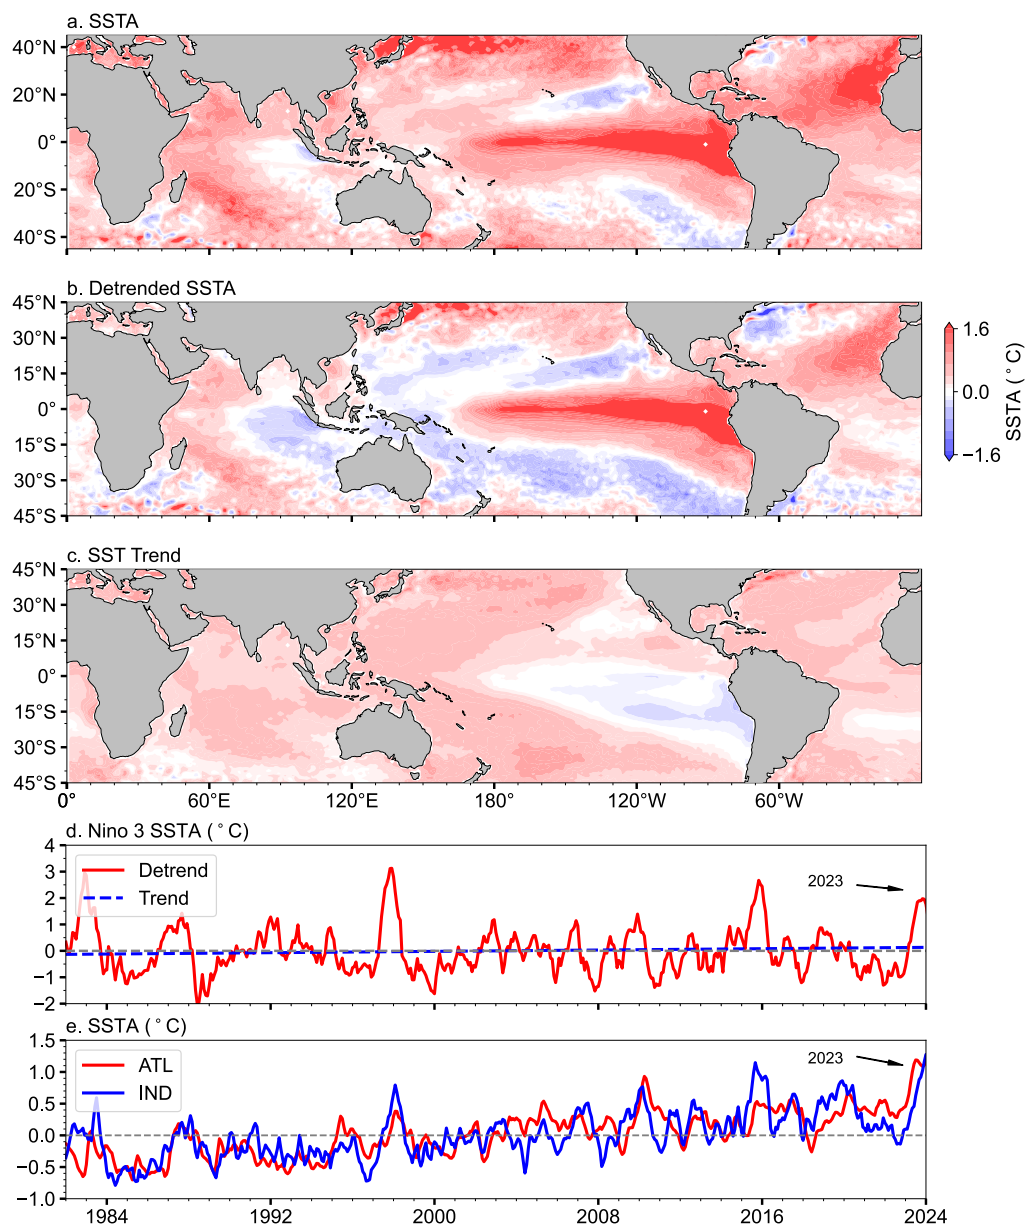 a. SSTA
40°N
20°N
0°
20°S
40°S
b. Detrended SSTA
45°N
30°N
15°N
0°
15°S
30°S
45°S
1.6
0.0
−1.6
SSTA (°C)
c. SST Trend
45°N
30°N
15°N
0°
15°S
30°S
45°S
0° 60°E 120°E 180° 120°W 60°W
d. Nino 3 SSTA (°C)
4
3
2
1
0
−1
−2
Detrend
Trend
2023
e. SSTA (°C)
1.5
1.0
0.5
0.0
−0.5
−1.0
ATL
IND
2023
1984 1992 2000 2008 2016 2024